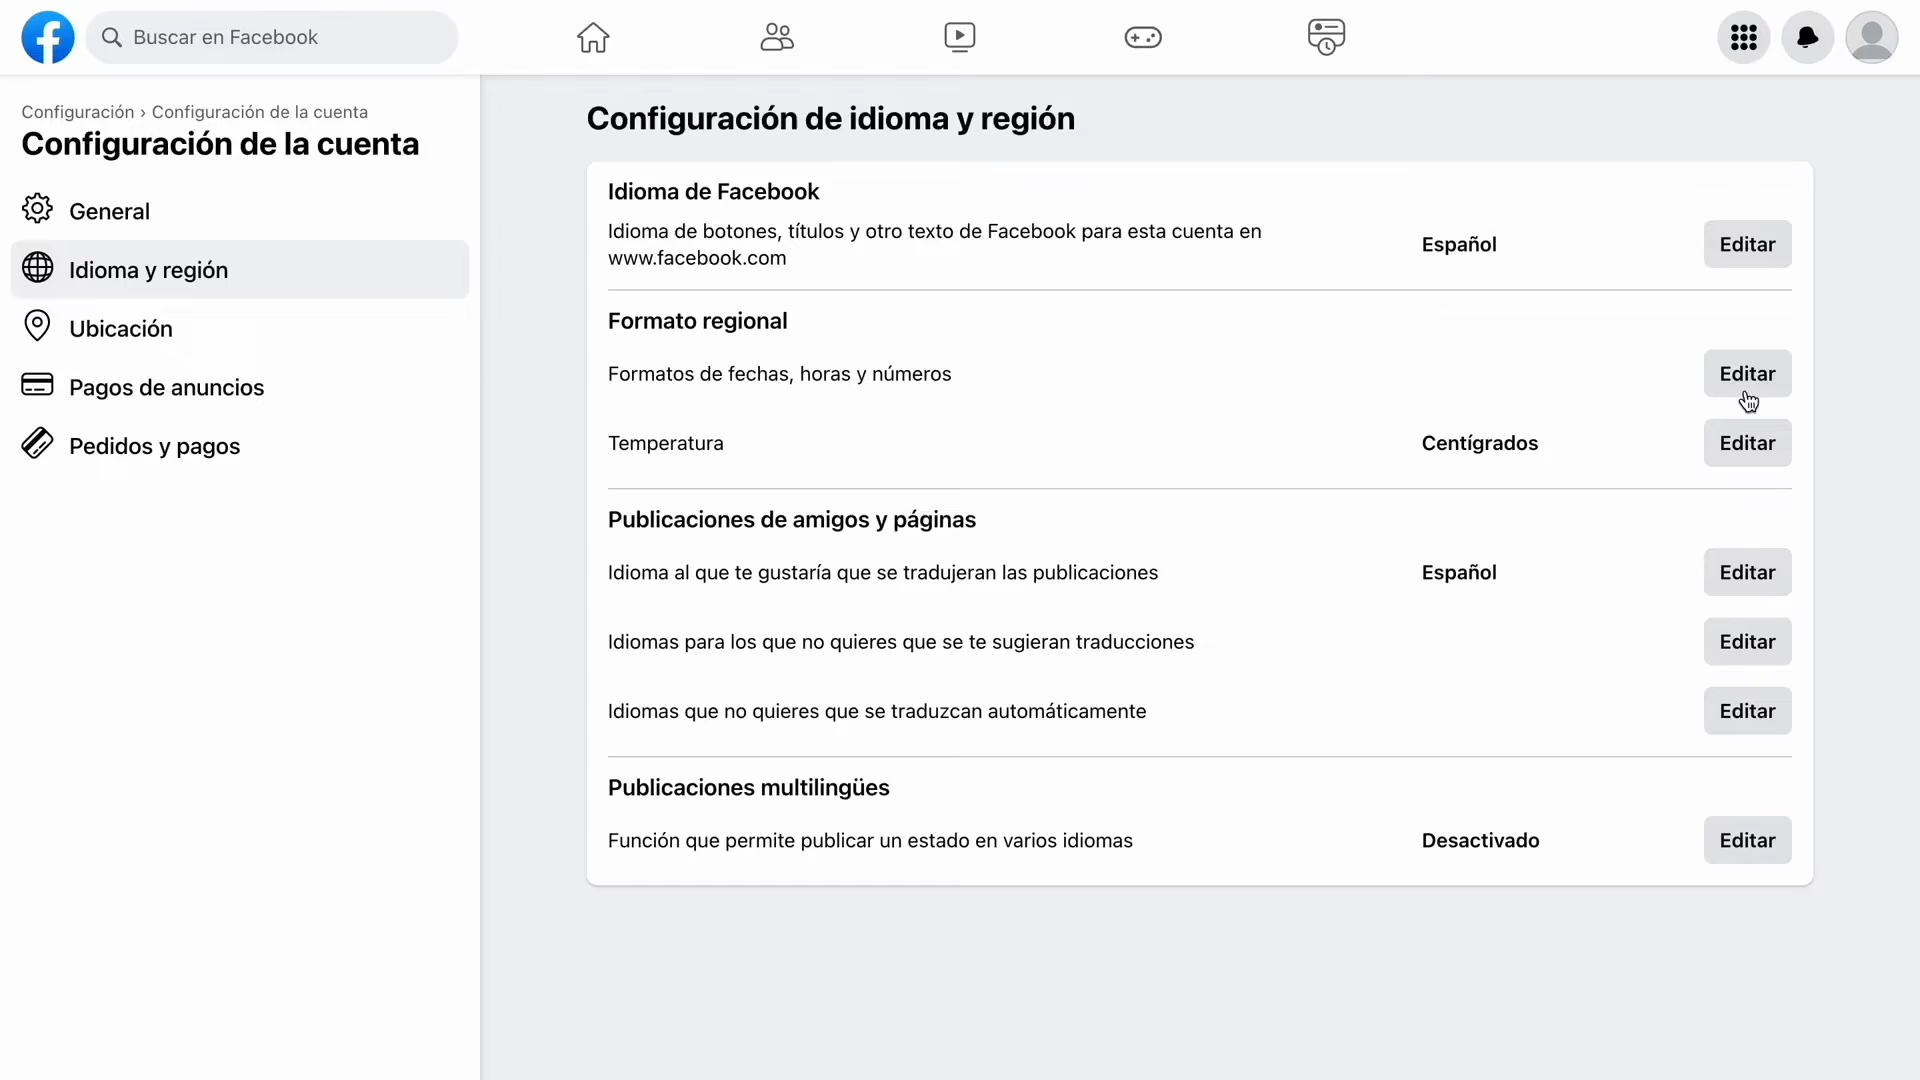 Buscar en Facebook
Configuración › Configuración de la cuenta
Configuración de la cuenta
General
Idioma y región
Ubicación
Pagos de anuncios
Pedidos y pagos
Configuración de idioma y región
Idioma de Facebook
Idioma de botones, títulos y otro texto de Facebook para esta cuenta en
www.facebook.com
Español
Editar
Formato regional
Formatos de fechas, horas y números
Editar
Temperatura
Centígrados
Editar
Publicaciones de amigos y páginas
Idioma al que te gustaría que se tradujeran las publicaciones
Español
Editar
Idiomas para los que no quieres que se te sugieran traducciones
Editar
Idiomas que no quieres que se traduzcan automáticamente
Editar
Publicaciones multilingües
Función que permite publicar un estado en varios idiomas
Desactivado
Editar